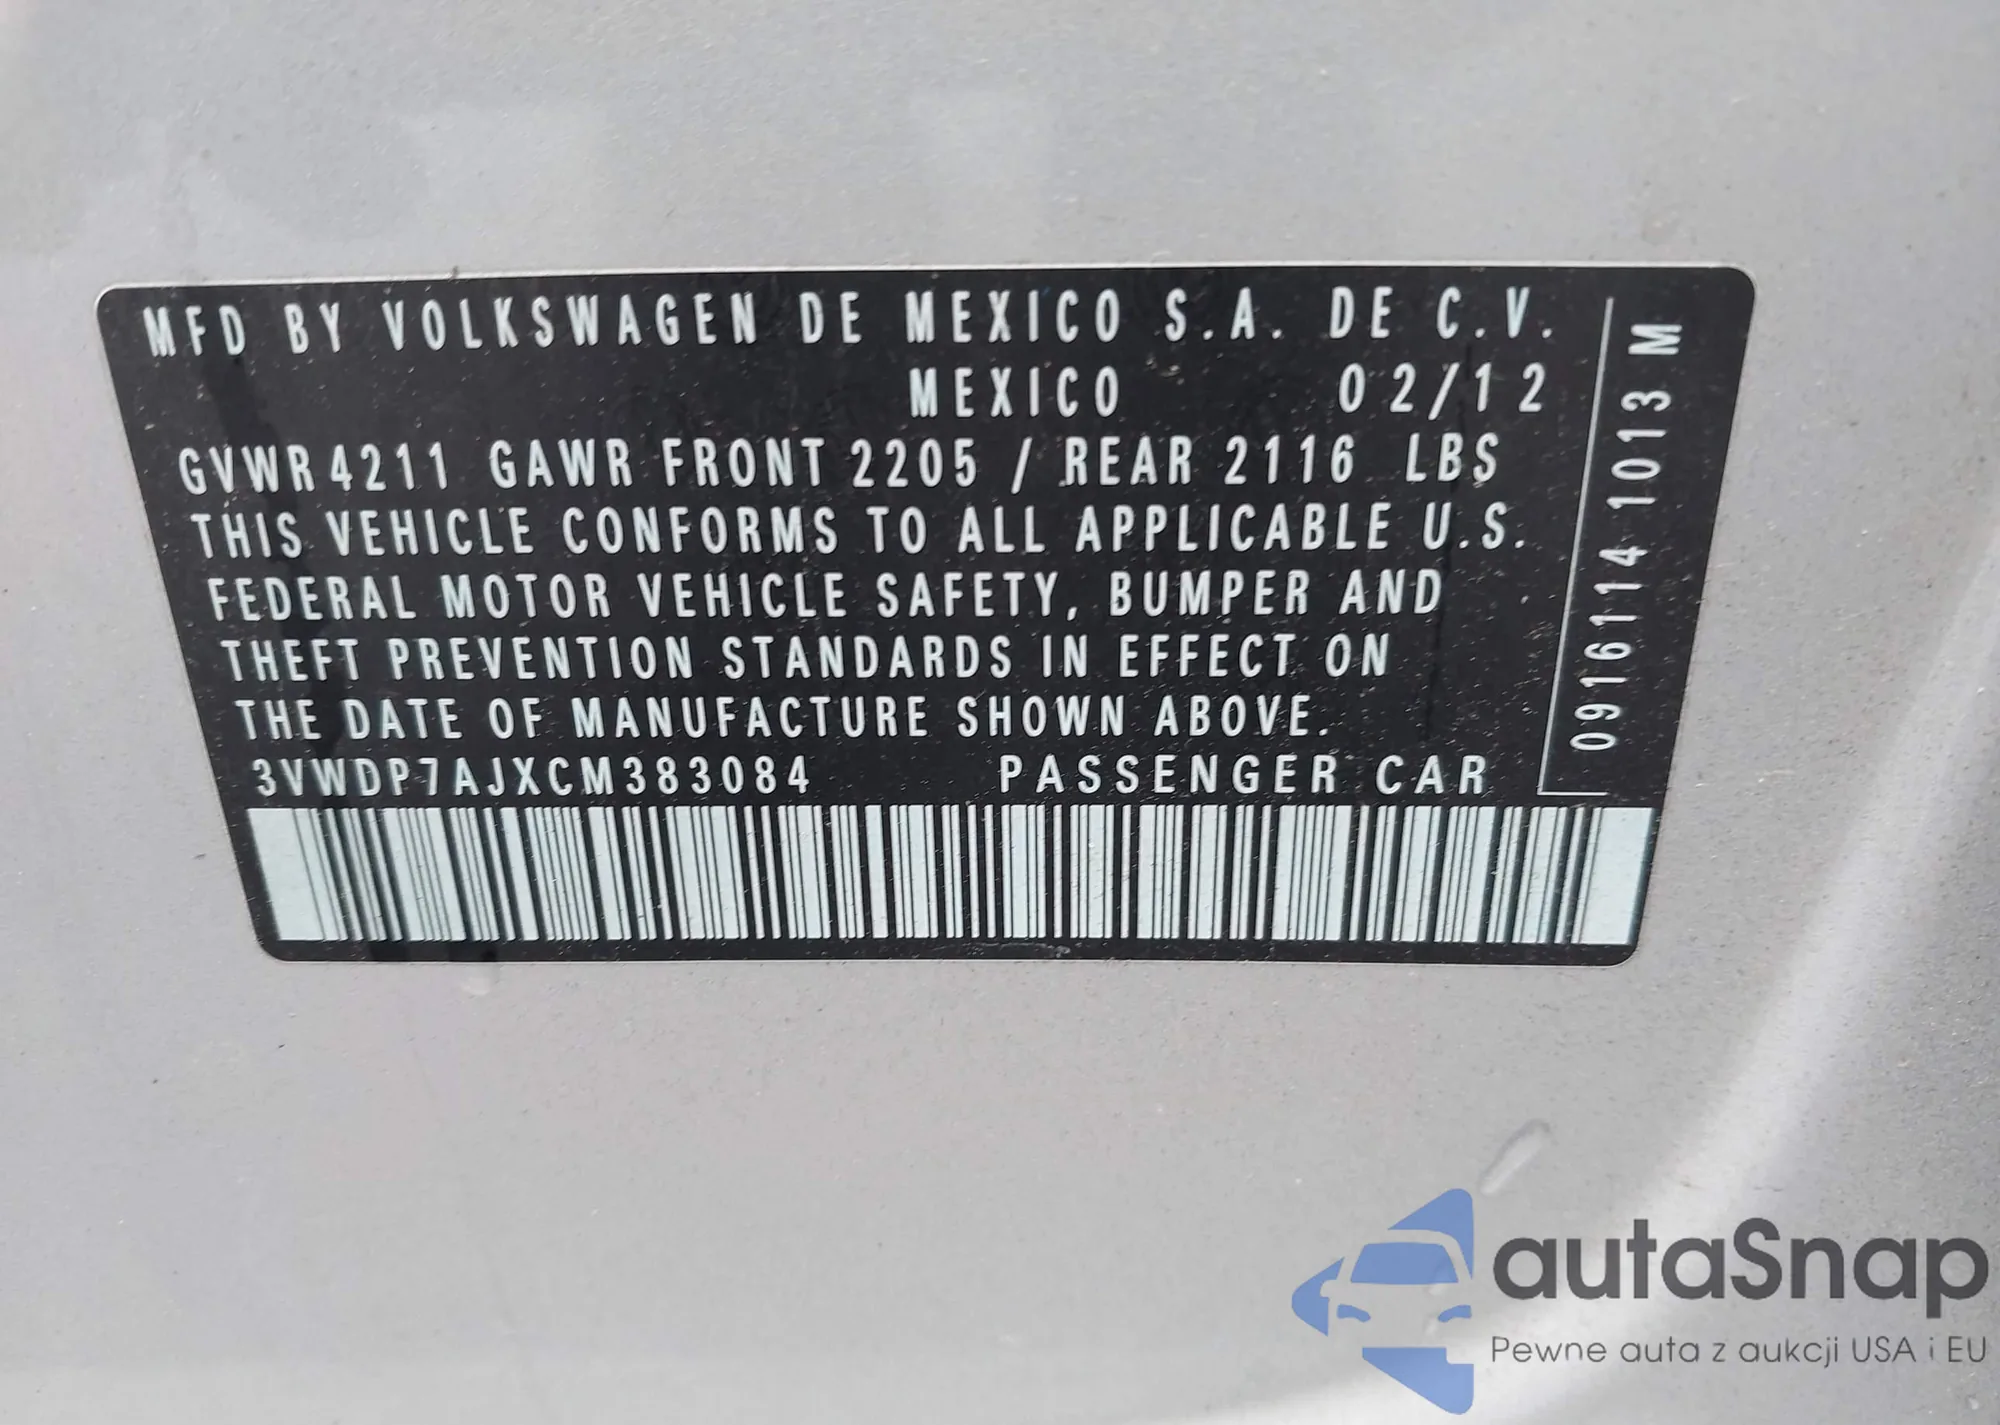 MFD BY VOLKSWAGEN DE MEXICO S.A. DE C.V.
MEXICO 02/12
GVWR 4211 GAWR FRONT 2205 / REAR 2116 LBS
THIS VEHICLE CONFORMS TO ALL APPLICABLE U.S.
FEDERAL MOTOR VEHICLE SAFETY, BUMPER AND
THEFT PREVENTION STANDARDS IN EFFECT ON
THE DATE OF MANUFACTURE SHOWN ABOVE.
3VWDP7AJXCM383084 PASSENGER CAR
0916114 1013 M
autaSnap
Pewne auta z aukcji USA i EU